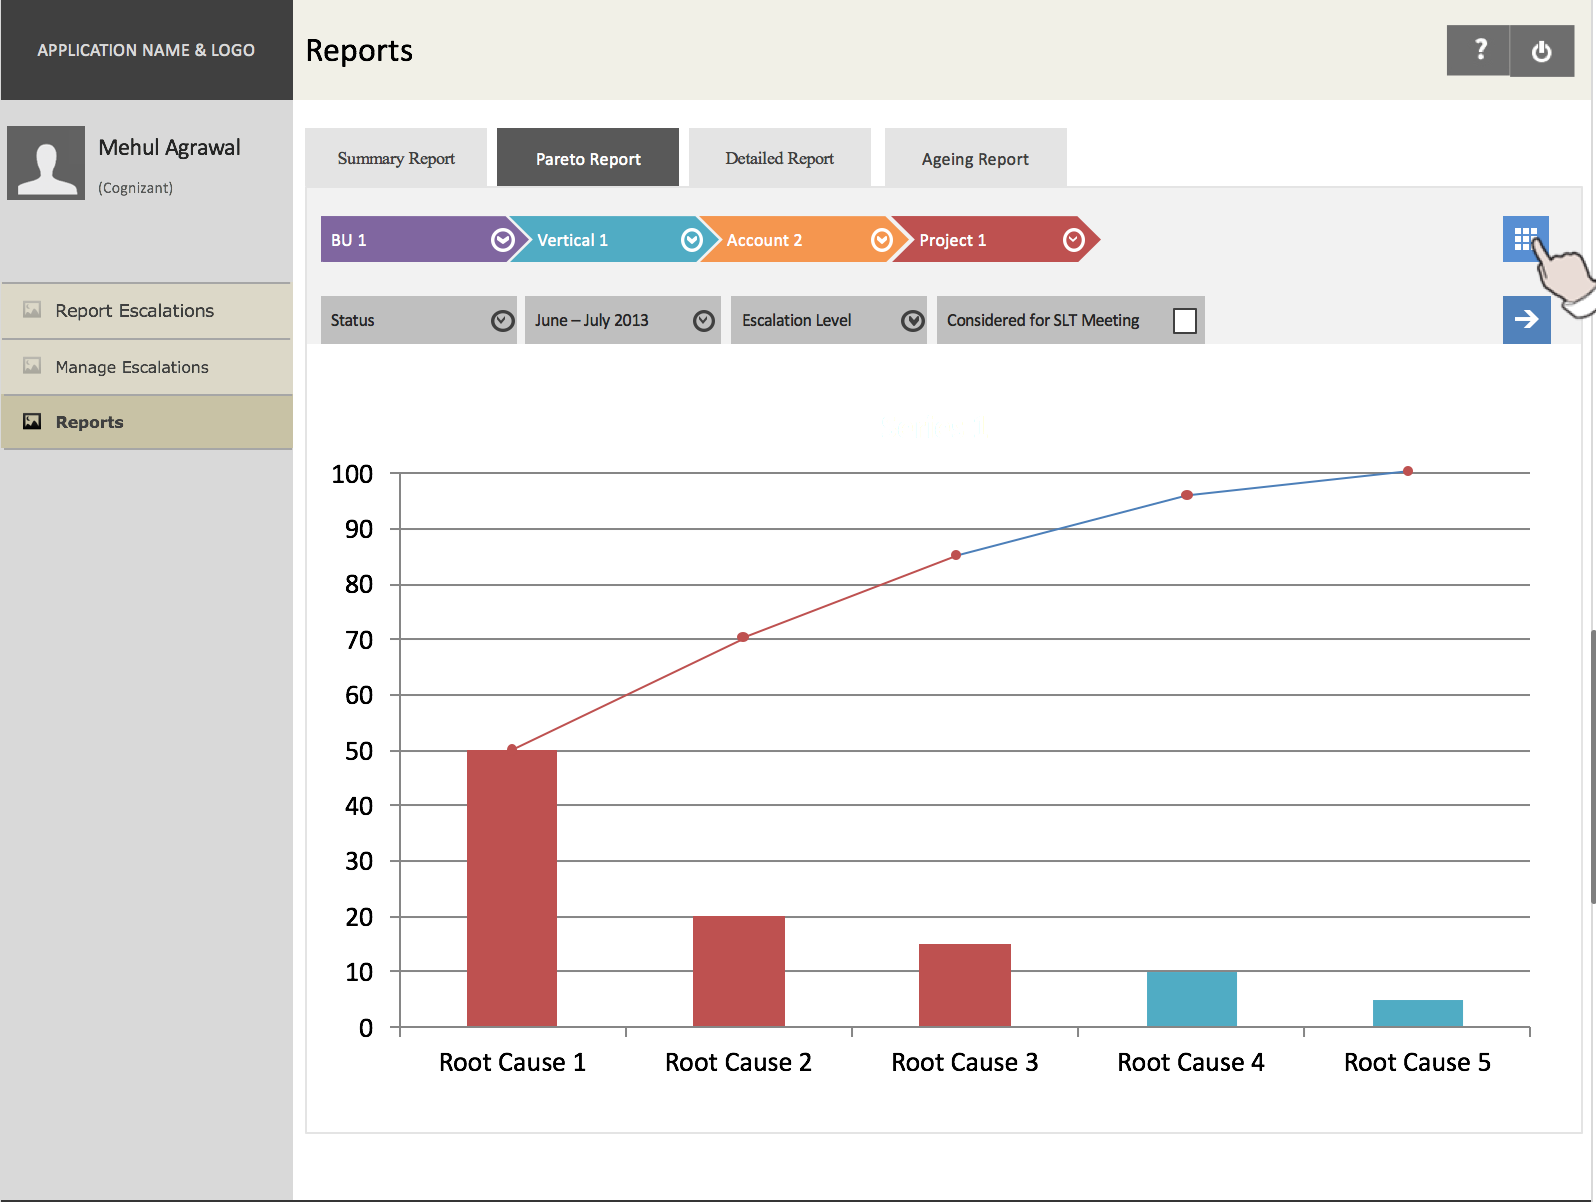 APPLICATION NAME & LOGO
Reports
?
Mehul Agrawal
(Cognizant)
Report Escalations
Manage Escalations
Reports
Summary Report
Pareto Report
Detailed Report
Ageing Report
BU 1
Vertical 1
Account 2
Project 1
Status
June – July 2013
Escalation Level
Considered for SLT Meeting
100
90
80
70
60
50
40
30
20
10
0
Root Cause 1
Root Cause 2
Root Cause 3
Root Cause 4
Root Cause 5